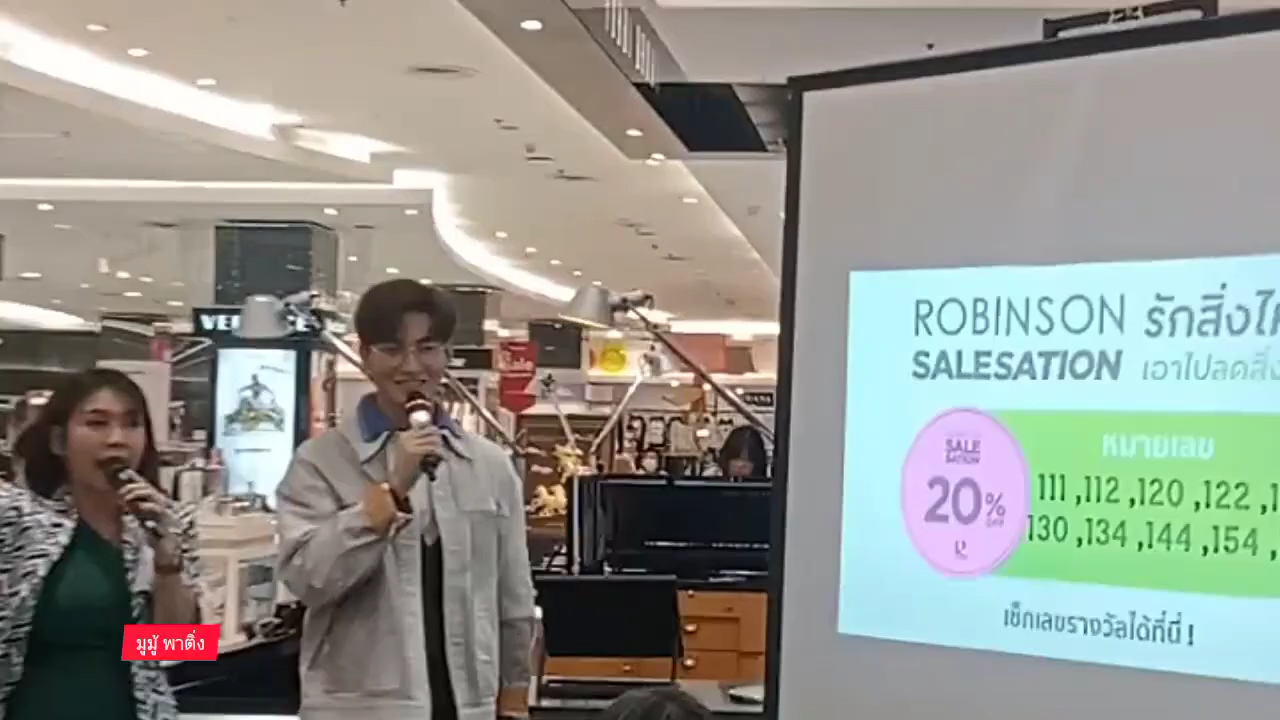 ROBINSON รักสิ่ง
SALESATION เอาไปลดสิ่ง
SALE
SATION
20%
หมายเลข
111 ,112 ,120 ,122
130 ,134 ,144 ,154 ,
เช็กเลขรางวัลได้ที่นี่ !
มูมู้ พาติ่ง